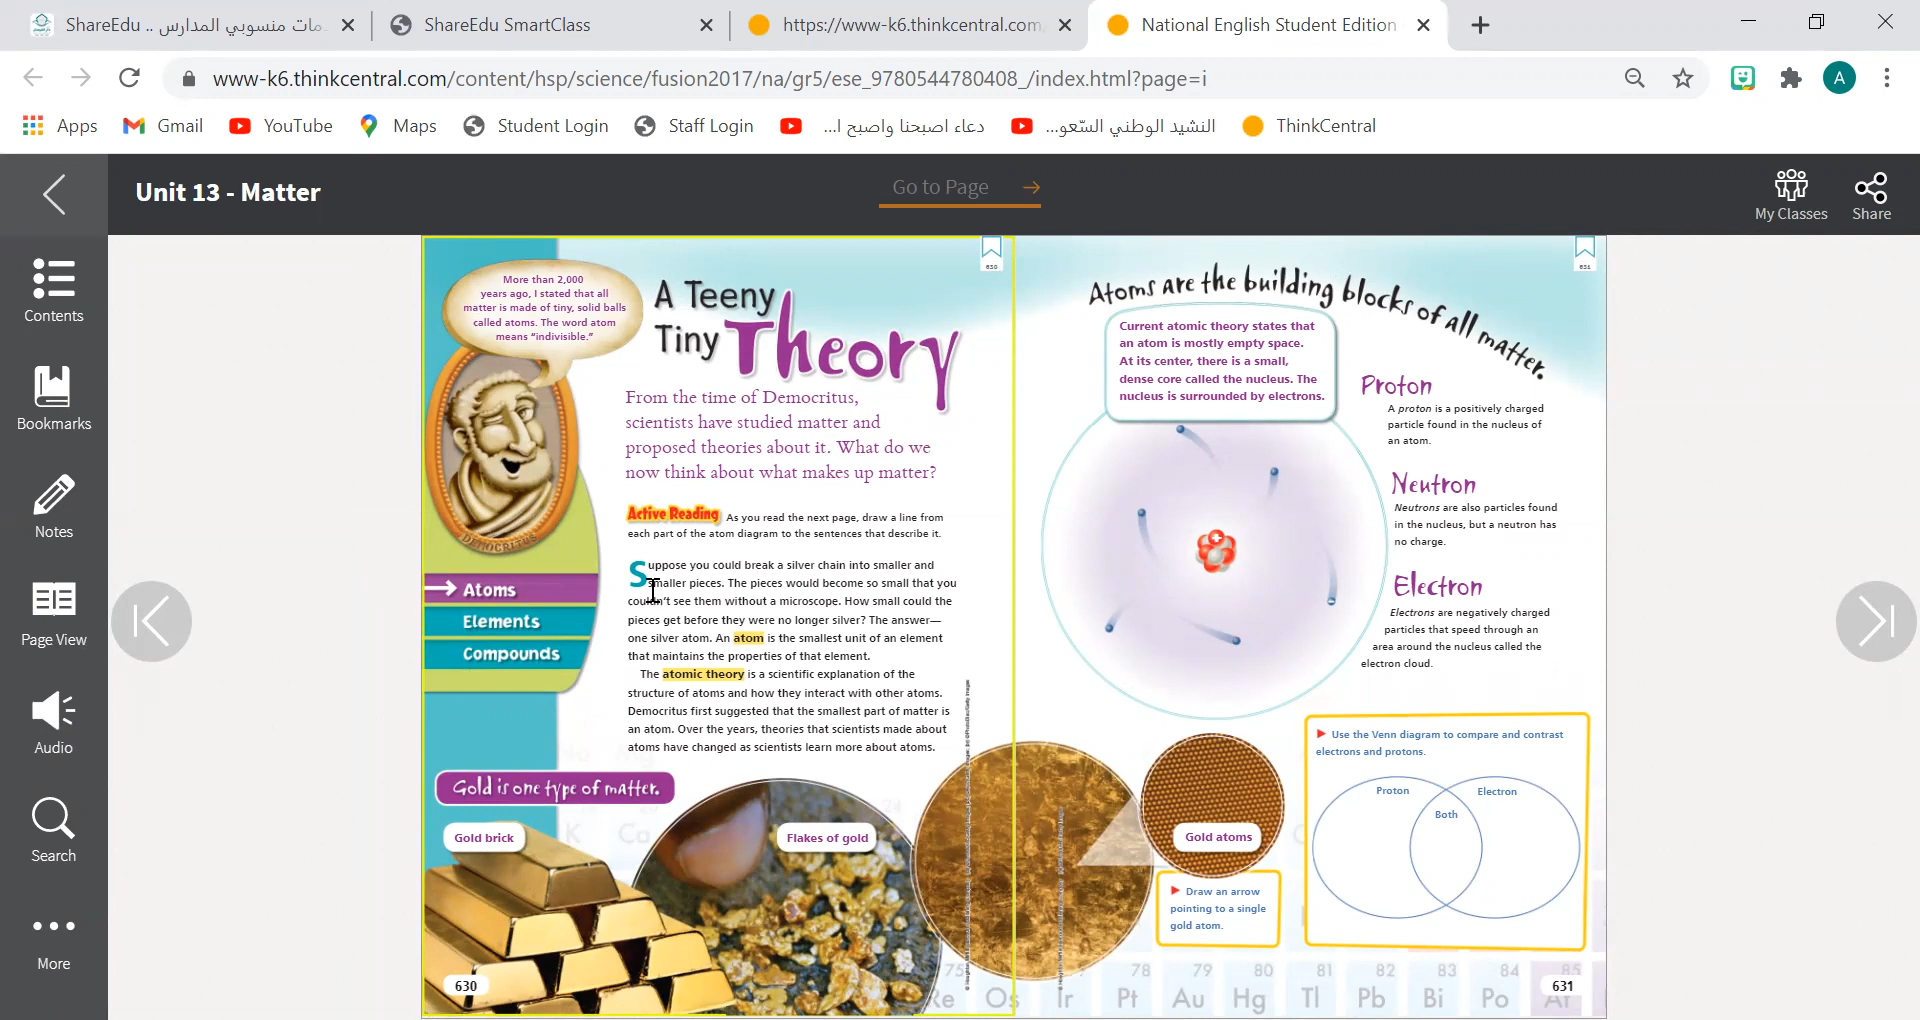 ShareEdu .. مات منسوبي المدارس
ShareEdu SmartClass
https://www-k6.thinkcentral.com/
National English Student Edition
www-k6.thinkcentral.com/content/hsp/science/fusion2017/na/gr5/ese_9780544780408_/index.html?page=i
A
Apps
Gmail
YouTube
Maps
Student Login
Staff Login
دعاء اصبحنا واصبح ا...
النشيد الوطني السّعو...
ThinkCentral
Unit 13 - Matter
Go to Page
My Classes
Share
Contents
Bookmarks
Notes
Page View
Audio
Search
More
More than 2,000
years ago, I stated that all
matter is made of tiny, solid balls
called atoms. The word atom
means “indivisible.”
DEMOCRITUS
A Teeny
Tiny Theory
630
From the time of Democritus,
scientists have studied matter and
proposed theories about it. What do we
now think about what makes up matter?
Active Reading As you read the next page, draw a line from
each part of the atom diagram to the sentences that describe it.
Atoms
Elements
Compounds
Suppose you could break a silver chain into smaller and
smaller pieces. The pieces would become so small that you
couldn’t see them without a microscope. How small could the
pieces get before they were no longer silver? The answer—
one silver atom. An atom is the smallest unit of an element
that maintains the properties of that element.
The atomic theory is a scientific explanation of the
structure of atoms and how they interact with other atoms.
Democritus first suggested that the smallest part of matter is
an atom. Over the years, theories that scientists made about
atoms have changed as scientists learn more about atoms.
Gold is one type of matter.
Gold brick
Flakes of gold
630
Atoms are the building blocks of all matter.
631
Current atomic theory states that
an atom is mostly empty space.
At its center, there is a small,
dense core called the nucleus. The
nucleus is surrounded by electrons.
Proton
A proton is a positively charged
particle found in the nucleus of
an atom.
Neutron
Neutrons are also particles found
in the nucleus, but a neutron has
no charge.
Electron
Electrons are negatively charged
particles that speed through an
area around the nucleus called the
electron cloud.
Gold atoms
Draw an arrow
pointing to a single
gold atom.
Use the Venn diagram to compare and contrast
electrons and protons.
Proton
Electron
Both
K Ca
75 78 79 80 81 82 83 84 85
Re Os Ir Pt Au Hg Tl Pb Bi Po At
631